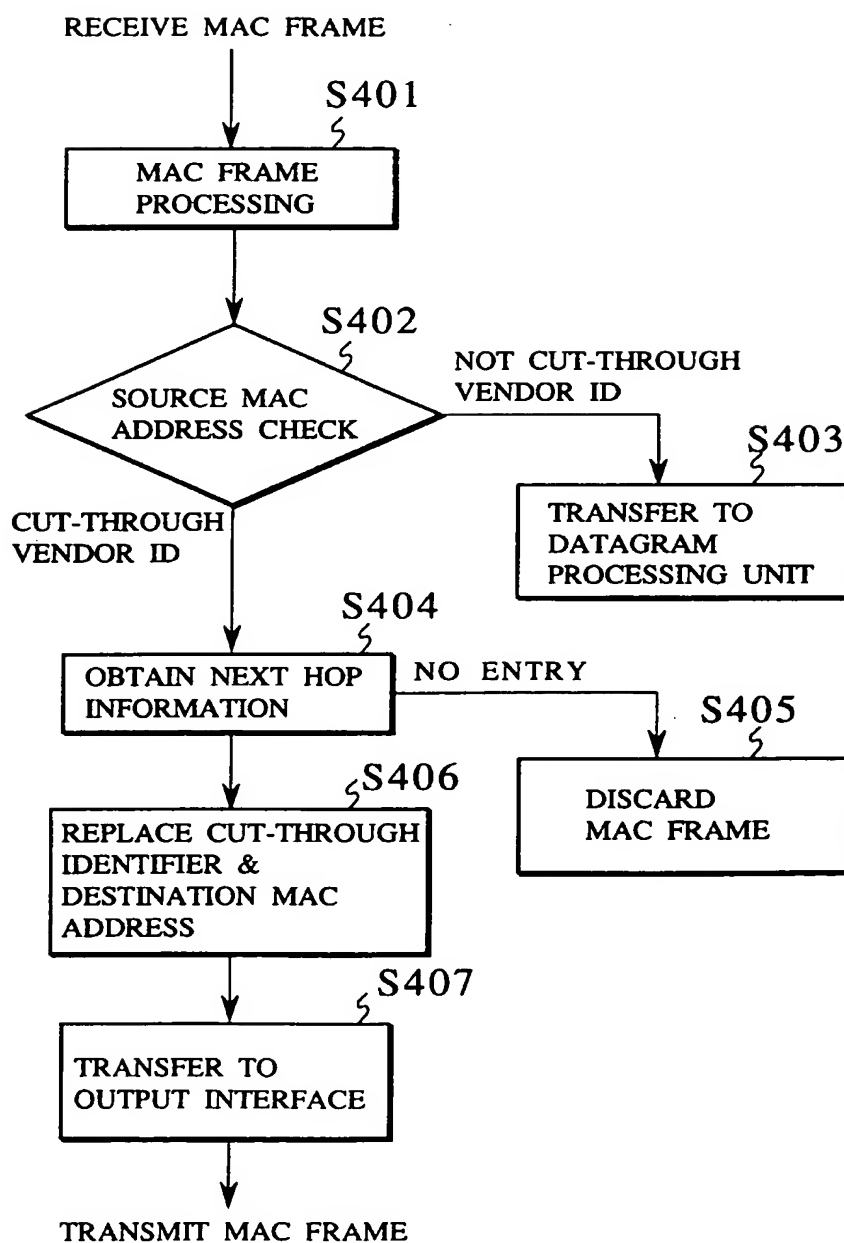 RECEIVE MAC FRAME
S401
MAC FRAME
PROCESSING
S402
SOURCE MAC
ADDRESS CHECK
NOT CUT-THROUGH
VENDOR ID
S403
TRANSFER TO
DATAGRAM
PROCESSING UNIT
CUT-THROUGH
VENDOR ID
S404
OBTAIN NEXT HOP
INFORMATION
NO ENTRY
S405
DISCARD
MAC FRAME
S406
REPLACE CUT-THROUGH
IDENTIFIER &
DESTINATION MAC
ADDRESS
S407
TRANSFER TO
OUTPUT INTERFACE
TRANSMIT MAC FRAME